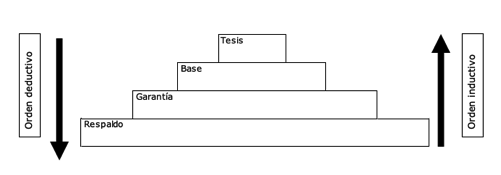 Orden deductivo
Tesis
Base
Garantía
Respaldo
Orden inductivo